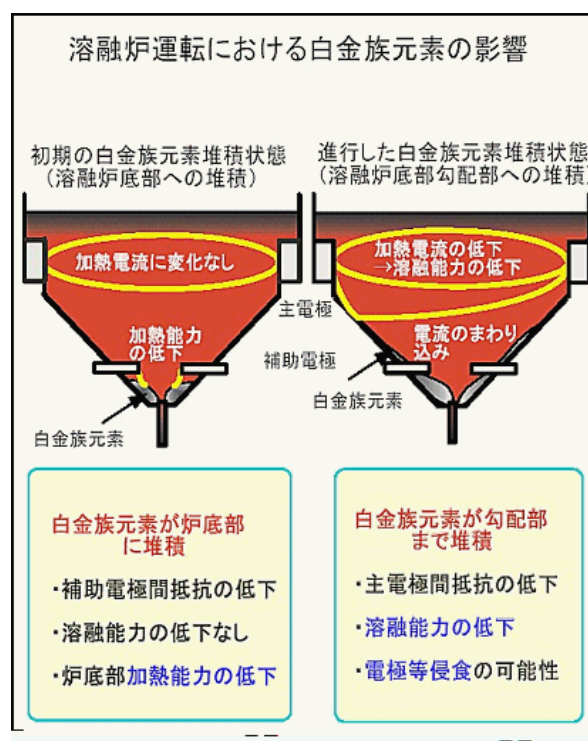 溶融炉運転における白金族元素の影響
初期の白金族元素堆積状態
(溶融炉底部への堆積)
加熱電流に変化なし
加熱能力
の低下
白金族元素
進行した白金族元素堆積状態
(溶融炉底部勾配部への堆積)
加熱電流の低下
→溶融能力の低下
主電極
電流のまわり
込み
補助電極
白金族元素
白金族元素が炉底部
に堆積
・補助電極間抵抗の低下
・溶融能力の低下なし
・炉底部加熱能力の低下
白金族元素が勾配部
まで堆積
・主電極間抵抗の低下
・溶融能力の低下
・電極等侵食の可能性